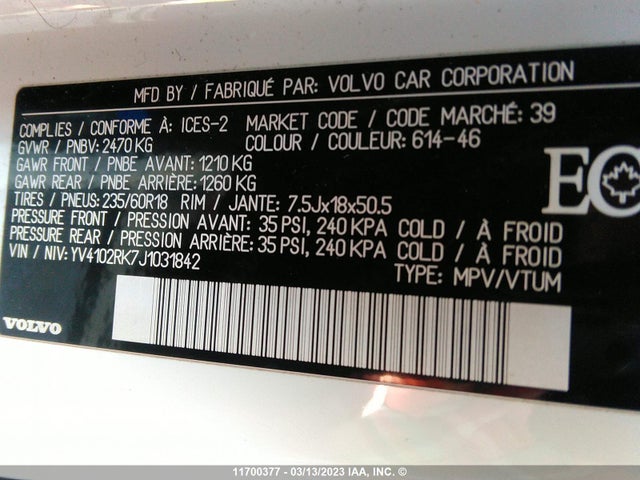 MFD BY / FABRIQUÉ PAR: VOLVO CAR CORPORATION
COMPLIES / CONFORME À: ICES-2 MARKET CODE / CODE MARCHÉ: 39
GVWR / PNBV: 2470 KG COLOUR / COULEUR: 614-46
GAWR FRONT / PNBE AVANT: 1210 KG
GAWR REAR / PNBE ARRIÈRE: 1260 KG
TIRES / PNEUS: 235/60R18 RIM / JANTE: 7.5Jx18x50.5
PRESSURE FRONT / PRESSION AVANT: 35 PSI, 240 KPA COLD / À FROID
PRESSURE REAR / PRESSION ARRIÈRE: 35 PSI, 240 KPA COLD / À FROID
VIN / NIV: YV4102RK7J1031842
TYPE: MPV/VTUM
EC
VOLVO
11700377 - 03/13/2023 IAA, INC. ©